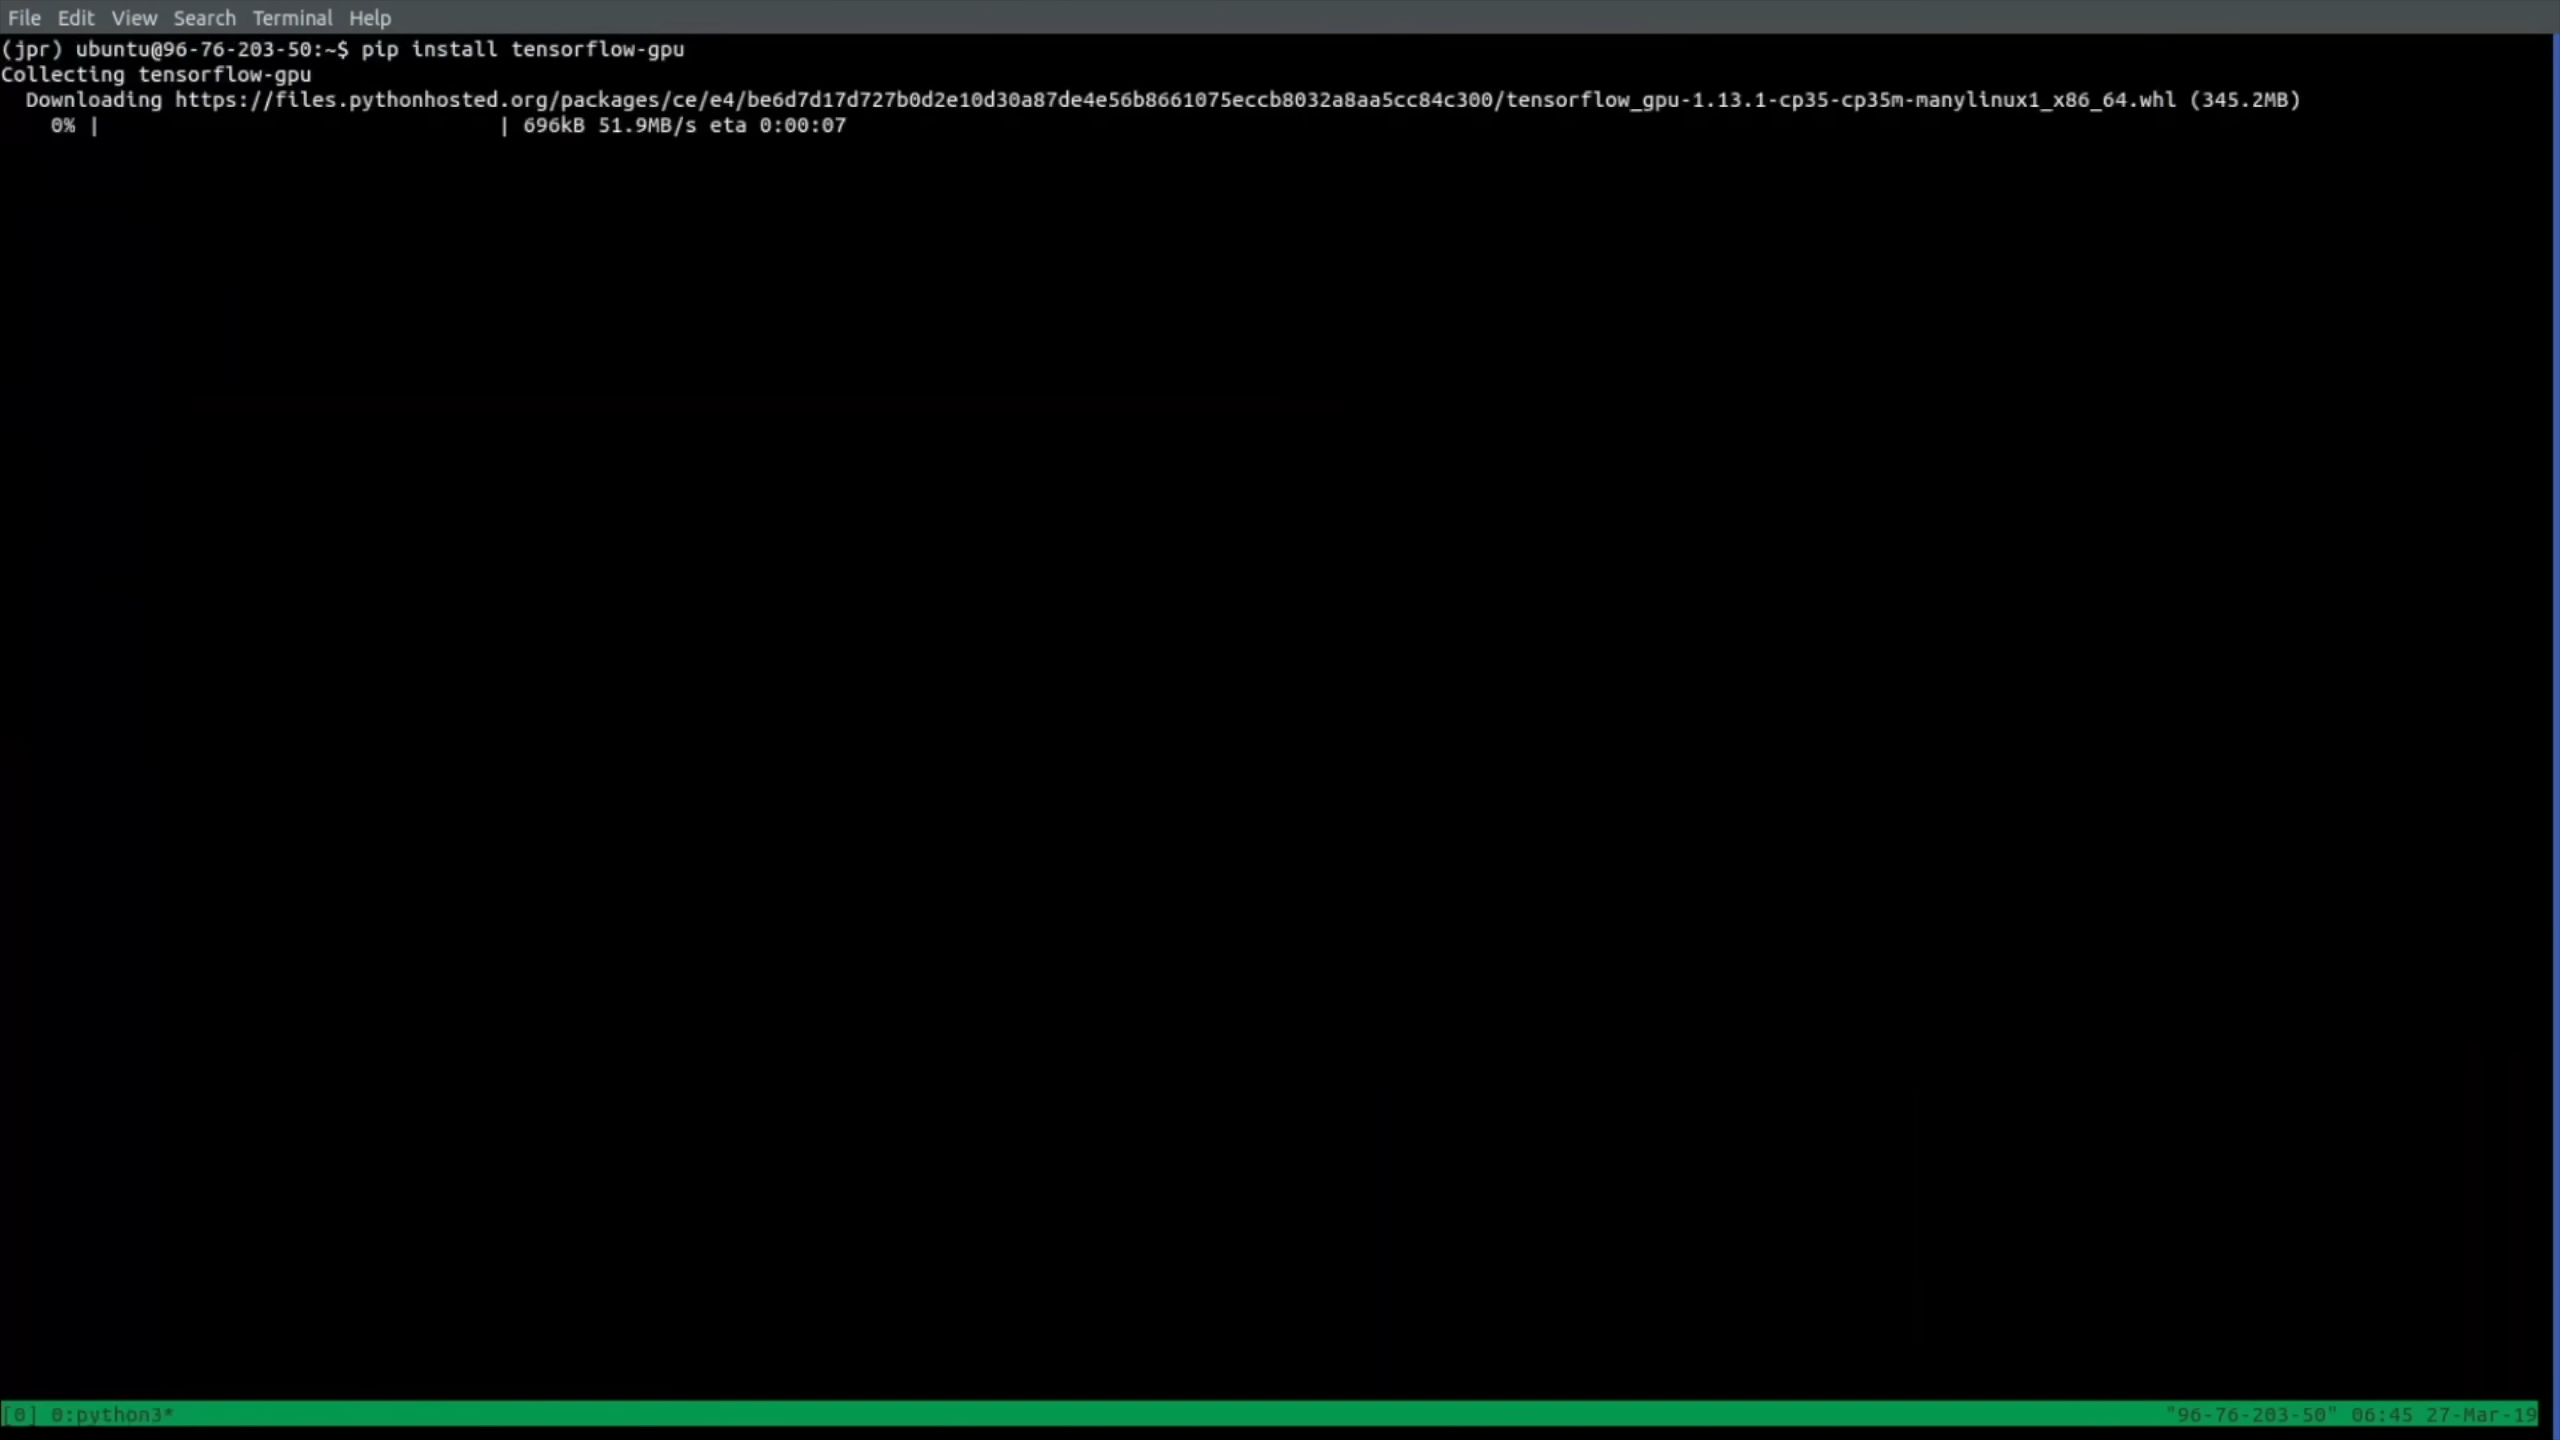 File Edit View Search Terminal Help
(jpr) ubuntu@96-76-203-50:~$ pip install tensorflow-gpu
Collecting tensorflow-gpu
Downloading https://files.pythonhosted.org/packages/ce/e4/be6d7d17d727b0d2e10d30a87de4e56b8661075eccb8032a8aa5cc84c300/tensorflow_gpu-1.13.1-cp35-cp35m-manylinux1_x86_64.whl (345.2MB)
0% | | 696kB 51.9MB/s eta 0:00:07
[0] 0:python3* "96-76-203-50" 06:45 27-Mar-19